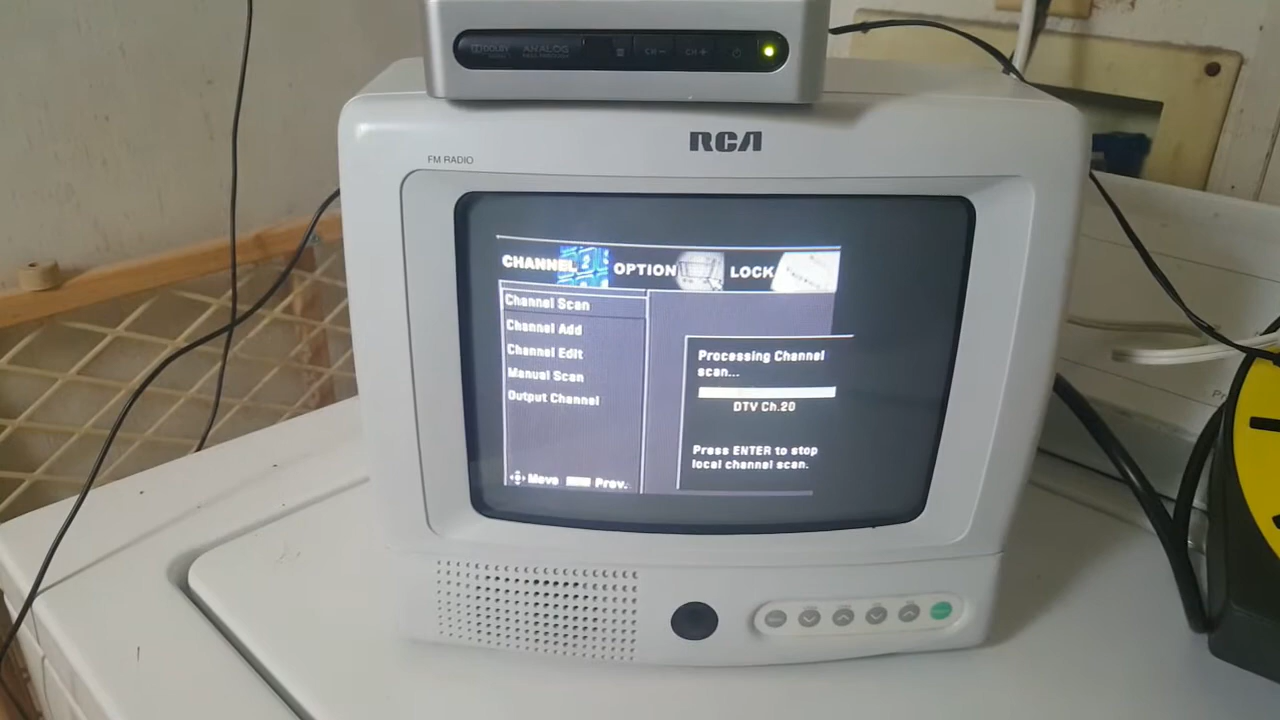 DOLBY
ANALOG
CH −
CH +
RCA
FM RADIO
CHANNEL OPTION LOCK
Channel Scan
Channel Add
Channel Edit
Manual Scan
Output Channel
Processing Channel
scan...
DTV Ch.20
Press ENTER to stop
local channel scan.
Move Prev.